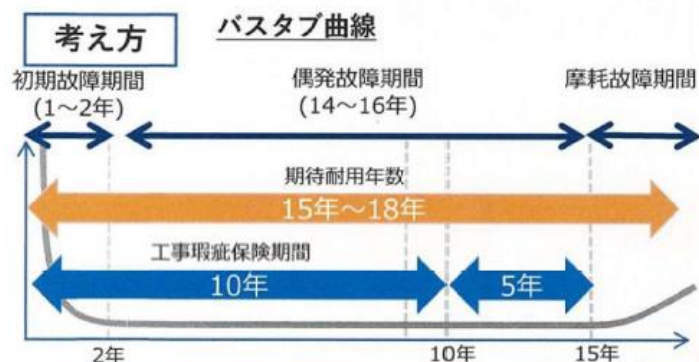 考え方
バスタブ曲線
初期故障期間
(1～2年)
偶発故障期間
(14～16年)
摩耗故障期間
期待耐用年数
15年～18年
工事瑕疵保険期間
10年
5年
2年
10年
15年